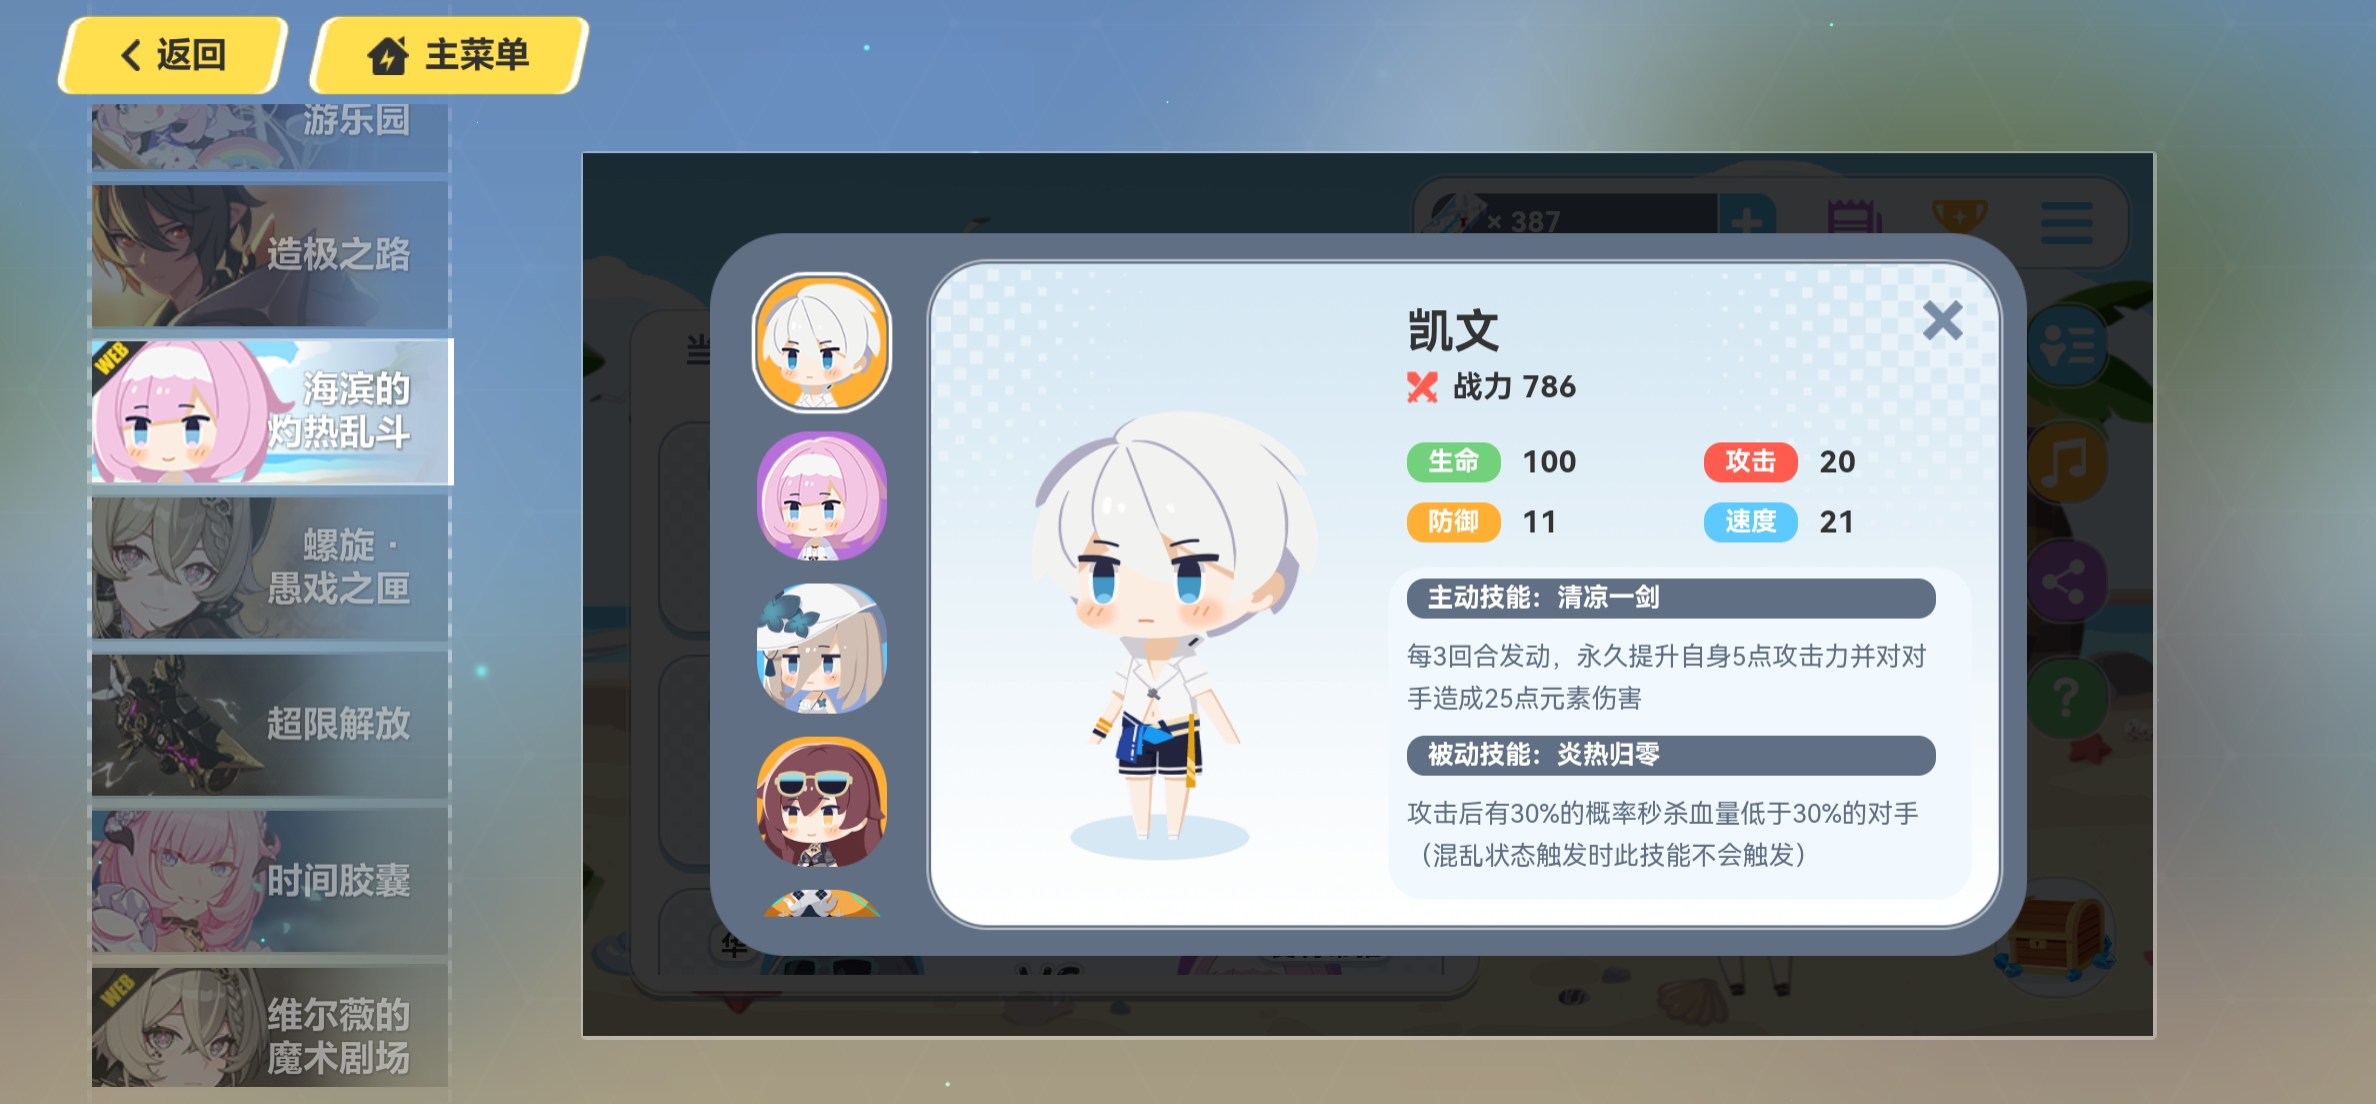 返回
主菜单
游乐园
造极之路
WEB
海滨的
灼热乱斗
螺旋·
愚戏之匣
超限解放
时间胶囊
WEB
维尔薇的
魔术剧场
× 387
当
凯文
战力 786
生命 100
攻击 20
防御 11
速度 21
主动技能：清凉一剑
每3回合发动，永久提升自身5点攻击力并对对
手造成25点元素伤害
被动技能：炎热归零
攻击后有30%的概率秒杀血量低于30%的对手
（混乱状态触发时此技能不会触发）
华
VS